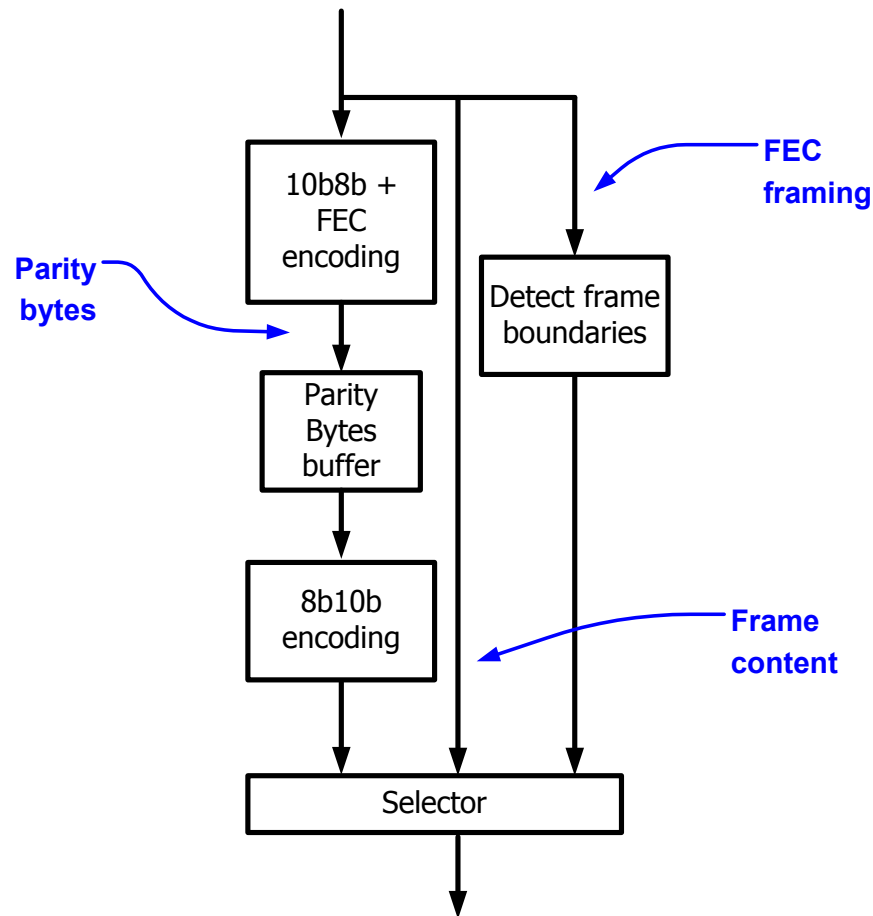 10b8b +
FEC
encoding
FEC
framing
Parity
bytes
Detect frame
boundaries
Parity
Bytes
buffer
8b10b
encoding
Frame
content
Selector